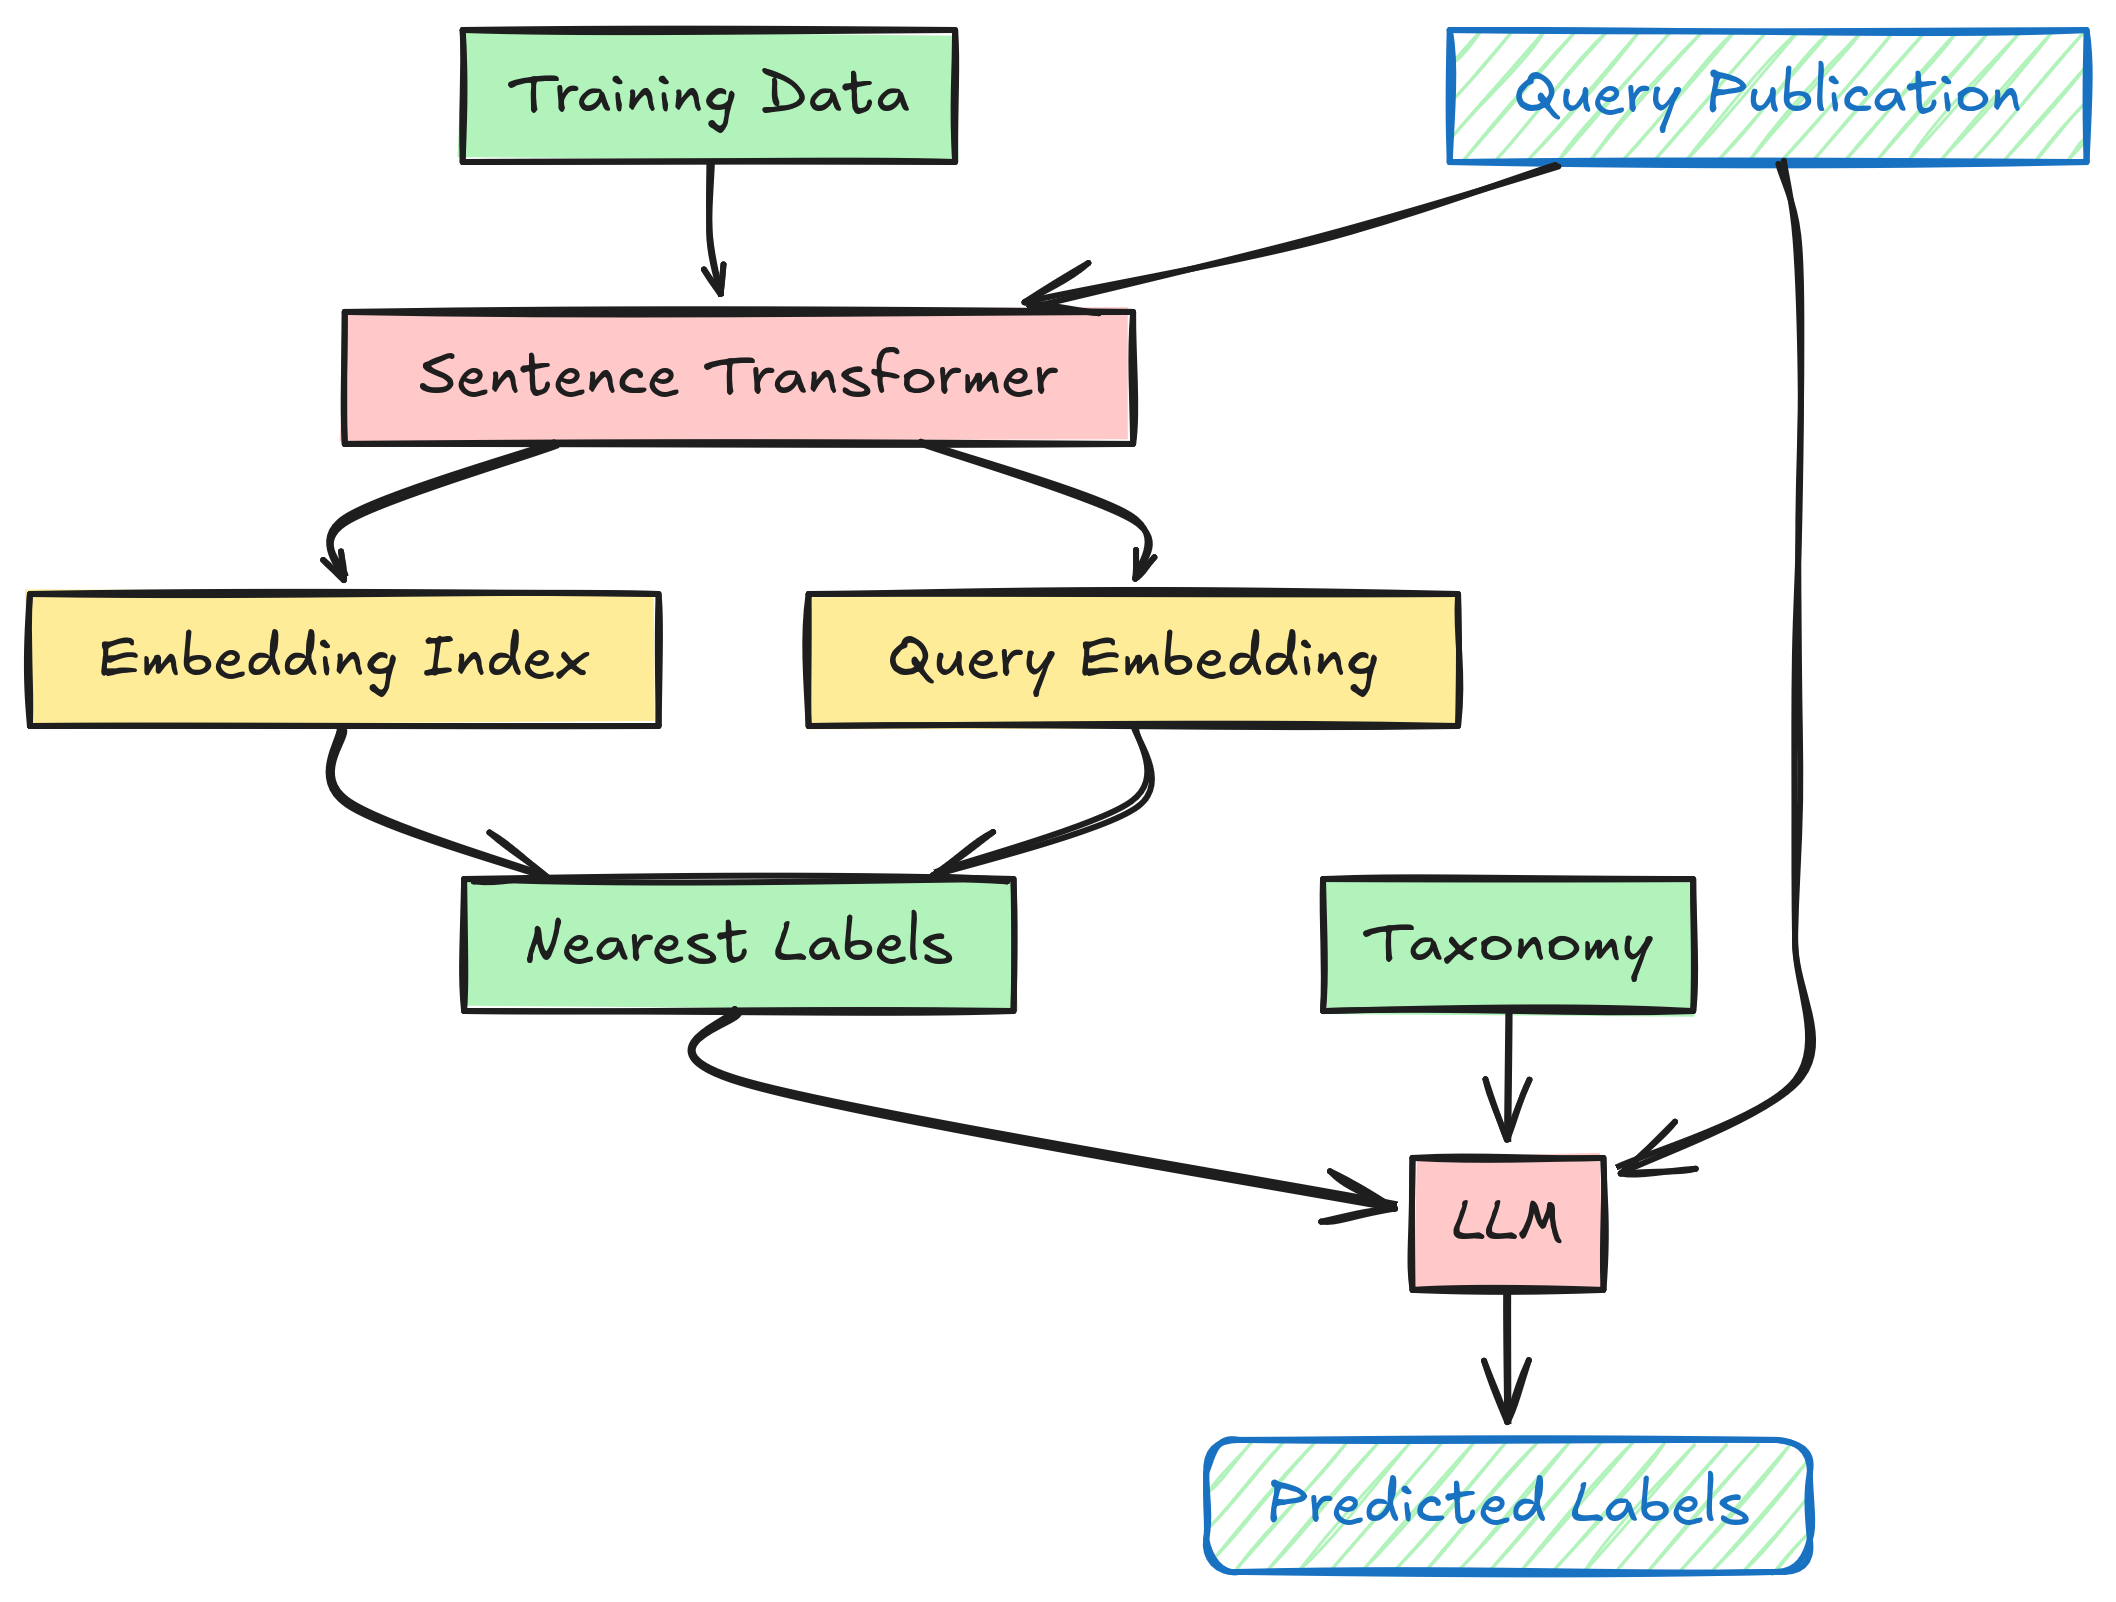 Training Data
Query Publication
Sentence Transformer
Embedding Index
Query Embedding
Nearest Labels
Taxonomy
LLM
Predicted Labels